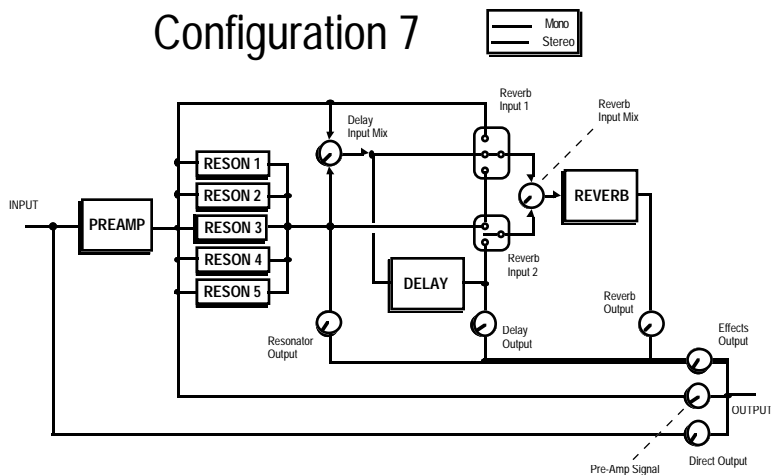 Configuration 7
Mono
Stereo
Reverb
Input 1
Reverb
Input Mix
Delay
Input Mix
RESON 1
RESON 2
RESON 3
RESON 4
RESON 5
INPUT
PREAMP
REVERB
Reverb
Input 2
DELAY
Resonator
Output
Delay
Output
Reverb
Output
Effects
Output
OUTPUT
Pre-Amp Signal
Direct Output